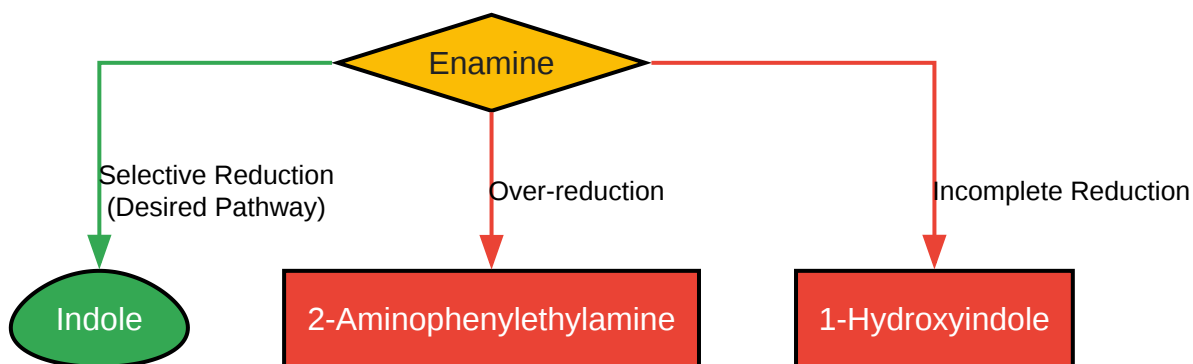 Enamine
Selective Reduction
(Desired Pathway)
Over-reduction
Incomplete Reduction
Indole
2-Aminophenylethylamine
1-Hydroxyindole